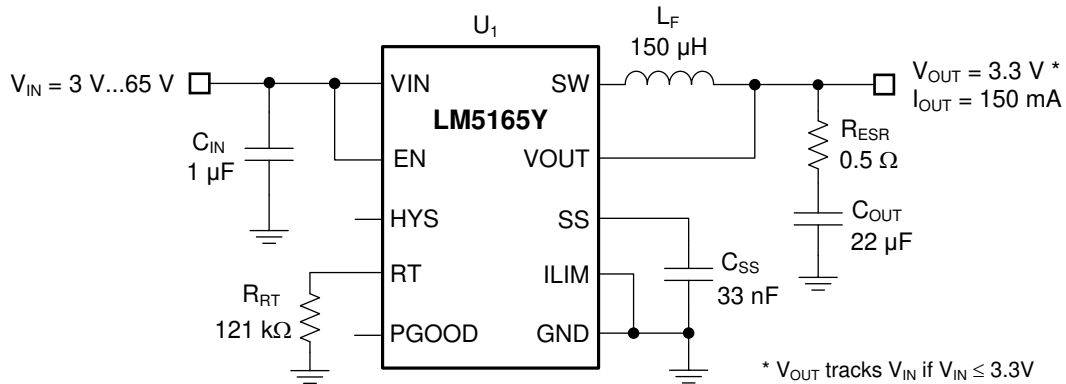 U1
LF
150 µH
VIN = 3 V...65 V
VIN
SW
VOUT = 3.3 V *
IOUT = 150 mA
LM5165Y
CIN
1 µF
RESR
0.5 Ω
EN
VOUT
COUT
22 µF
HYS
SS
CSS
33 nF
RT
ILIM
RRT
121 kΩ
PGOOD
GND
* VOUT tracks VIN if VIN ≤ 3.3V